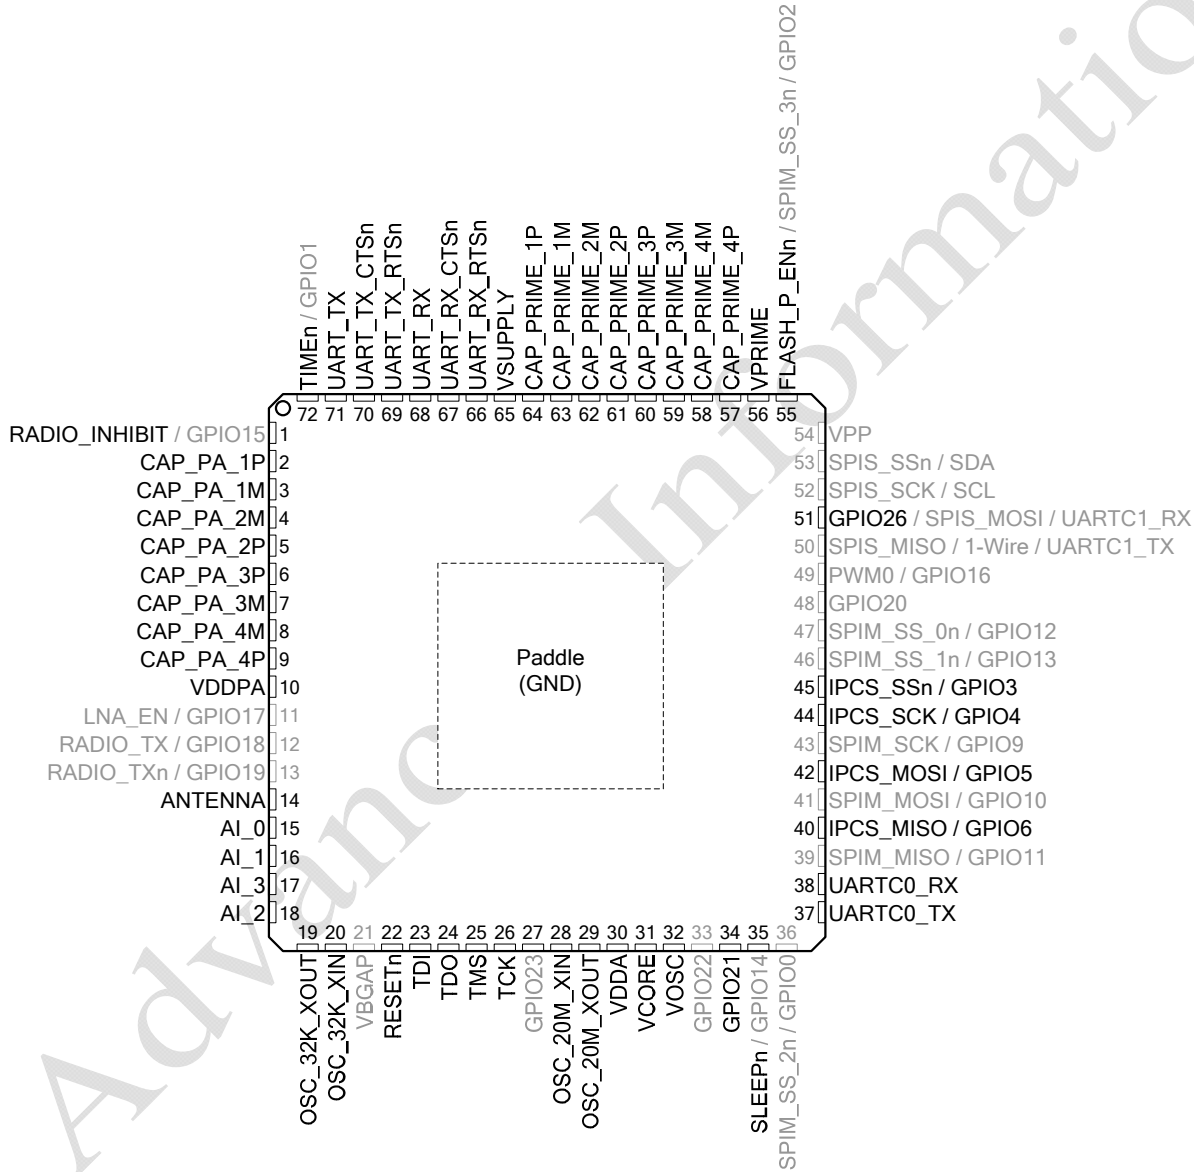 Advance Informatio
TIMEn / GPIO1
UART_TX
UART_TX_CTSn
UART_TX_RTSn
UART_RX
UART_RX_CTSn
UART_RX_RTSn
VSUPPLY
CAP_PRIME_1P
CAP_PRIME_1M
CAP_PRIME_2M
CAP_PRIME_2P
CAP_PRIME_3P
CAP_PRIME_3M
CAP_PRIME_4M
CAP_PRIME_4P
VPRIME
FLASH_P_ENn / SPIM_SS_3n / GPIO2
72 71 70 69 68 67 66 65 64 63 62 61 60 59 58 57 56 55
RADIO_INHIBIT / GPIO15 1
CAP_PA_1P 2
CAP_PA_1M 3
CAP_PA_2M 4
CAP_PA_2P 5
CAP_PA_3P 6
CAP_PA_3M 7
CAP_PA_4M 8
CAP_PA_4P 9
VDDPA 10
LNA_EN / GPIO17 11
RADIO_TX / GPIO18 12
RADIO_TXn / GPIO19 13
ANTENNA 14
AI_0 15
AI_1 16
AI_3 17
AI_2 18
Paddle
(GND)
54 VPP
53 SPIS_SSn / SDA
52 SPIS_SCK / SCL
51 GPIO26 / SPIS_MOSI / UARTC1_RX
50 SPIS_MISO / 1-Wire / UARTC1_TX
49 PWM0 / GPIO16
48 GPIO20
47 SPIM_SS_0n / GPIO12
46 SPIM_SS_1n / GPIO13
45 IPCS_SSn / GPIO3
44 IPCS_SCK / GPIO4
43 SPIM_SCK / GPIO9
42 IPCS_MOSI / GPIO5
41 SPIM_MOSI / GPIO10
40 IPCS_MISO / GPIO6
39 SPIM_MISO / GPIO11
38 UARTC0_RX
37 UARTC0_TX
19 20 21 22 23 24 25 26 27 28 29 30 31 32 33 34 35 36
OSC_32K_XOUT
OSC_32K_XIN
VBGAP
RESETn
TDI
TDO
TMS
TCK
GPIO23
OSC_20M_XIN
OSC_20M_XOUT
VDDA
VCORE
VOSC
GPIO22
GPIO21
SLEEPn / GPIO14
SPIM_SS_2n / GPIO0